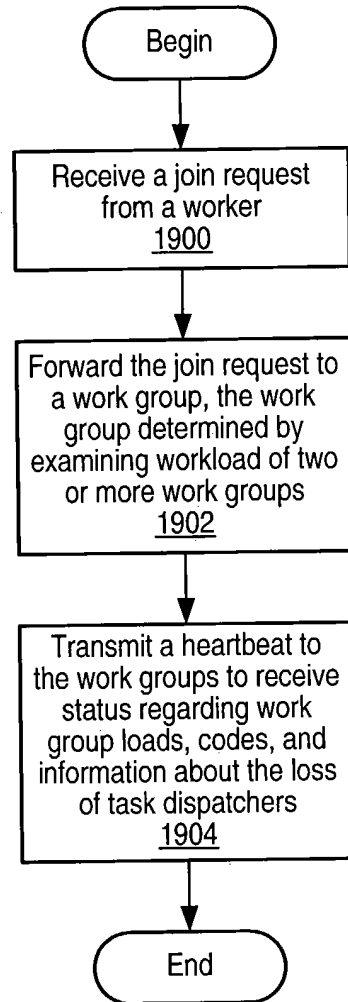 Begin
Receive a join request
from a worker
1900
Forward the join request to
a work group, the work
group determined by
examining workload of two
or more work groups
1902
Transmit a heartbeat to
the work groups to receive
status regarding work
group loads, codes, and
information about the loss
of task dispatchers
1904
End